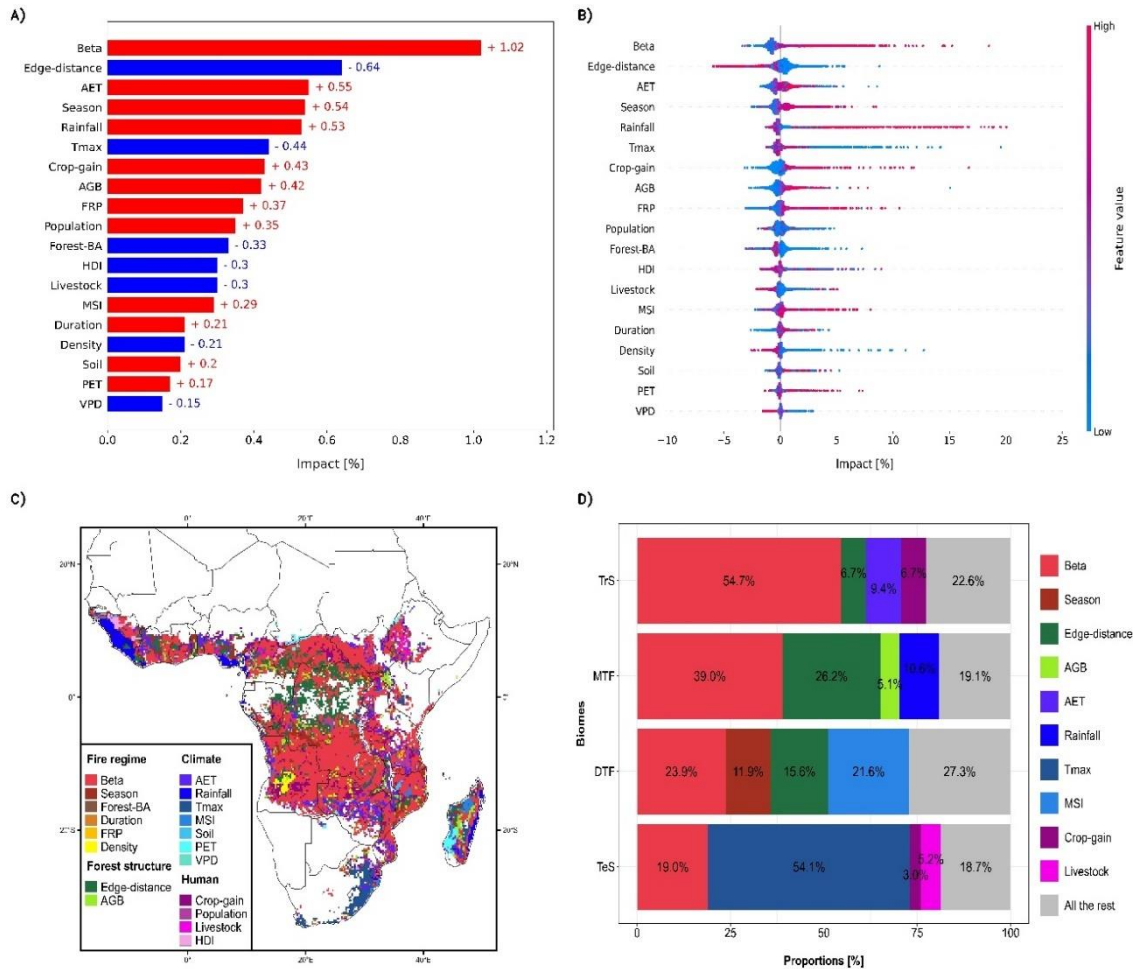 A)
Beta + 1.02
Edge-distance - 0.64
AET + 0.55
Season + 0.54
Rainfall + 0.53
Tmax - 0.44
Crop-gain + 0.43
AGB + 0.42
FRP + 0.37
Population + 0.35
Forest-BA - 0.33
HDI - 0.3
Livestock - 0.3
MSI + 0.29
Duration + 0.21
Density - 0.21
Soil + 0.2
PET + 0.17
VPD - 0.15
0.0 0.2 0.4 0.6 0.8 1.0 1.2
Impact [%]
B)
High
Beta
Edge-distance
AET
Season
Rainfall
Tmax
Crop-gain
AGB
FRP
Population
Forest-BA
HDI
Livestock
MSI
Duration
Density
Soil
PET
VPD
Feature value
Low
−10 −5 0 5 10 15 20 25
Impact [%]
C)
0° 20°E 40°E
20°N 20°N
0° 0°
20°S 20°S
Fire regime
Beta
Season
Forest-BA
Duration
FRP
Density
Forest structure
Edge-distance
AGB
Climate
AET
Rainfall
Tmax
MSI
Soil
PET
VPD
Human
Crop-gain
Population
Livestock
HDI
0° 20°E 40°E
D)
TrS 54.7% 6.7% 9.4% 6.7% 22.6%
MTF 39.0% 26.2% 5.1% 10.6% 19.1%
DTF 23.9% 11.9% 15.6% 21.6% 27.3%
TeS 19.0% 54.1% 3.0% 5.2% 18.7%
Biomes
0 25 50 75 100
Proportions [%]
Beta
Season
Edge-distance
AGB
AET
Rainfall
Tmax
MSI
Crop-gain
Livestock
All the rest